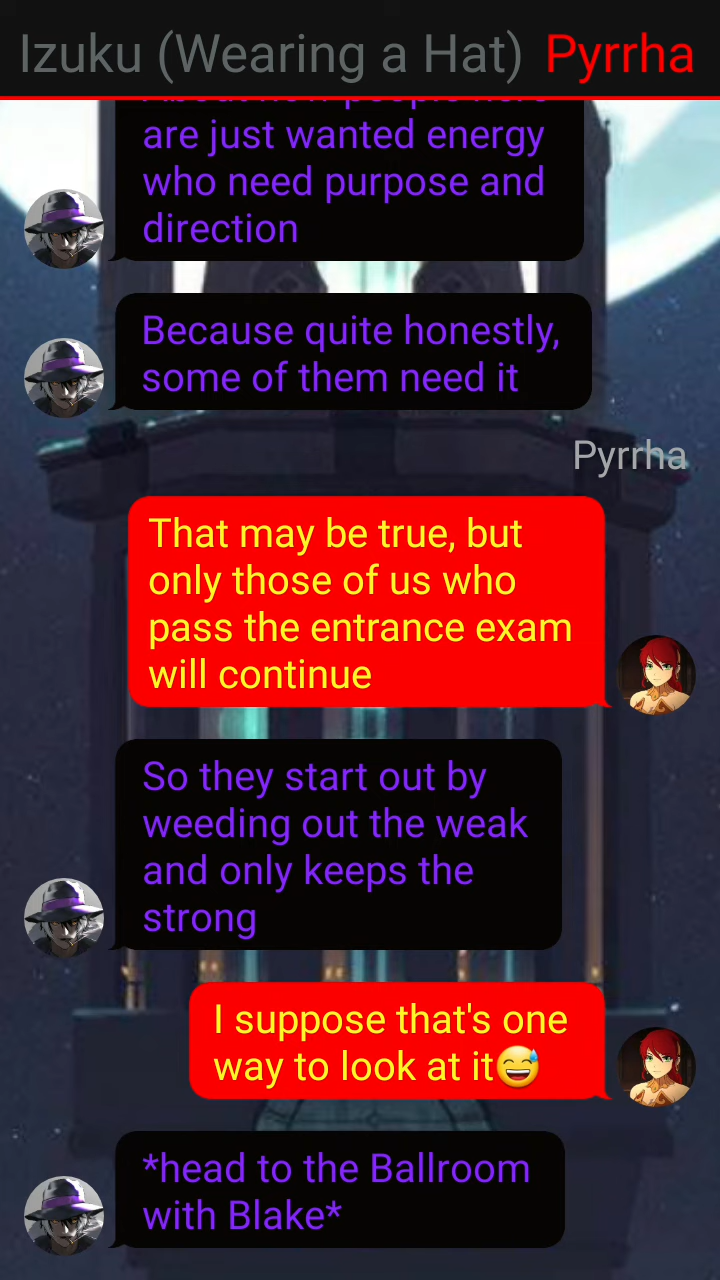 Izuku (Wearing a Hat) Pyrrha
are just wanted energy
who need purpose and
direction
Because quite honestly,
some of them need it
Pyrrha
That may be true, but
only those of us who
pass the entrance exam
will continue
So they start out by
weeding out the weak
and only keeps the
strong
I suppose that's one
way to look at it😅
*head to the Ballroom
with Blake*